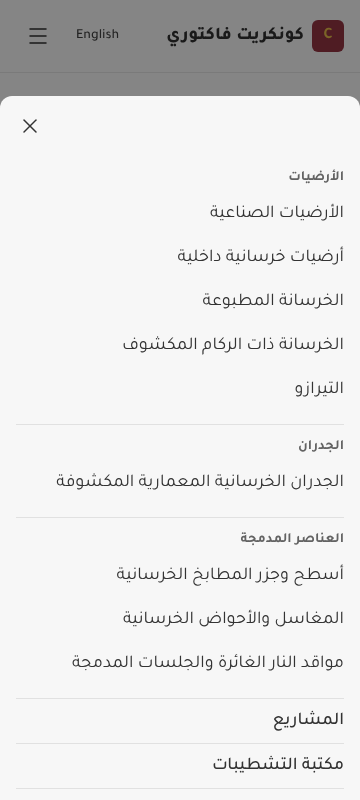 C
كونكريت فاكتوري
English
الأرضيات
الأرضيات الصناعية
أرضيات خرسانية داخلية
الخرسانة المطبوعة
الخرسانة ذات الركام المكشوف
التيرازو
الجدران
الجدران الخرسانية المعمارية المكشوفة
العناصر المدمجة
أسطح وجزر المطابخ الخرسانية
المغاسل والأحواض الخرسانية
مواقد النار الغائرة والجلسات المدمجة
المشاريع
مكتبة التشطيبات